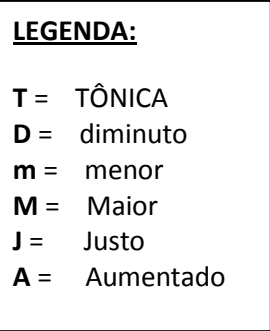 LEGENDA:
T = TÔNICA
D = diminuto
m = menor
M = Maior
J = Justo
A = Aumentado